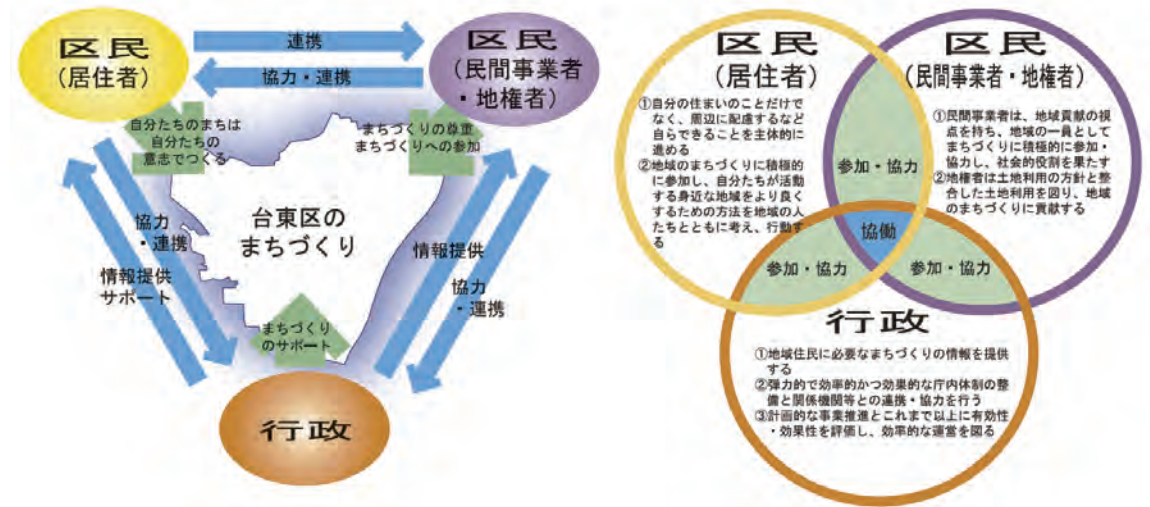 区民
(居住者)
連携
協力・連携
区民
(民間事業者
・地権者)
自分たちのまちは
自分たちの
意志でつくる
まちづくりの尊重
まちづくりへの参加
台東区の
まちづくり
協力
・連携
情報提供
サポート
情報提供
協力
・連携
まちづくり
のサポート
行政
区民
(居住者)
①自分の住まいのことだけで
なく、周辺に配慮するなど
自らできることを主体的に
進める
②地域のまちづくりに積極的
に参加し、自分たちが活動
する身近な地域をより良く
するための方法を地域の人
たちとともに考え、行動す
る
区民
(民間事業者・地権者)
①民間事業者は、地域貢献の視
点を持ち、地域の一員として
まちづくりに積極的に参加・
協力し、社会的役割を果たす
②地権者は土地利用の方針と整
合した土地利用を図り、地域
のまちづくりに貢献する
参加・協力
協働
参加・協力
参加・協力
行政
①地域住民に必要なまちづくりの情報を提供
する
②弾力的で効率的かつ効果的な庁内体制の整
備と関係機関等との連携・協力を行う
③計画的な事業推進とこれまで以上に有効性
・効果性を評価し、効率的な運営を図る